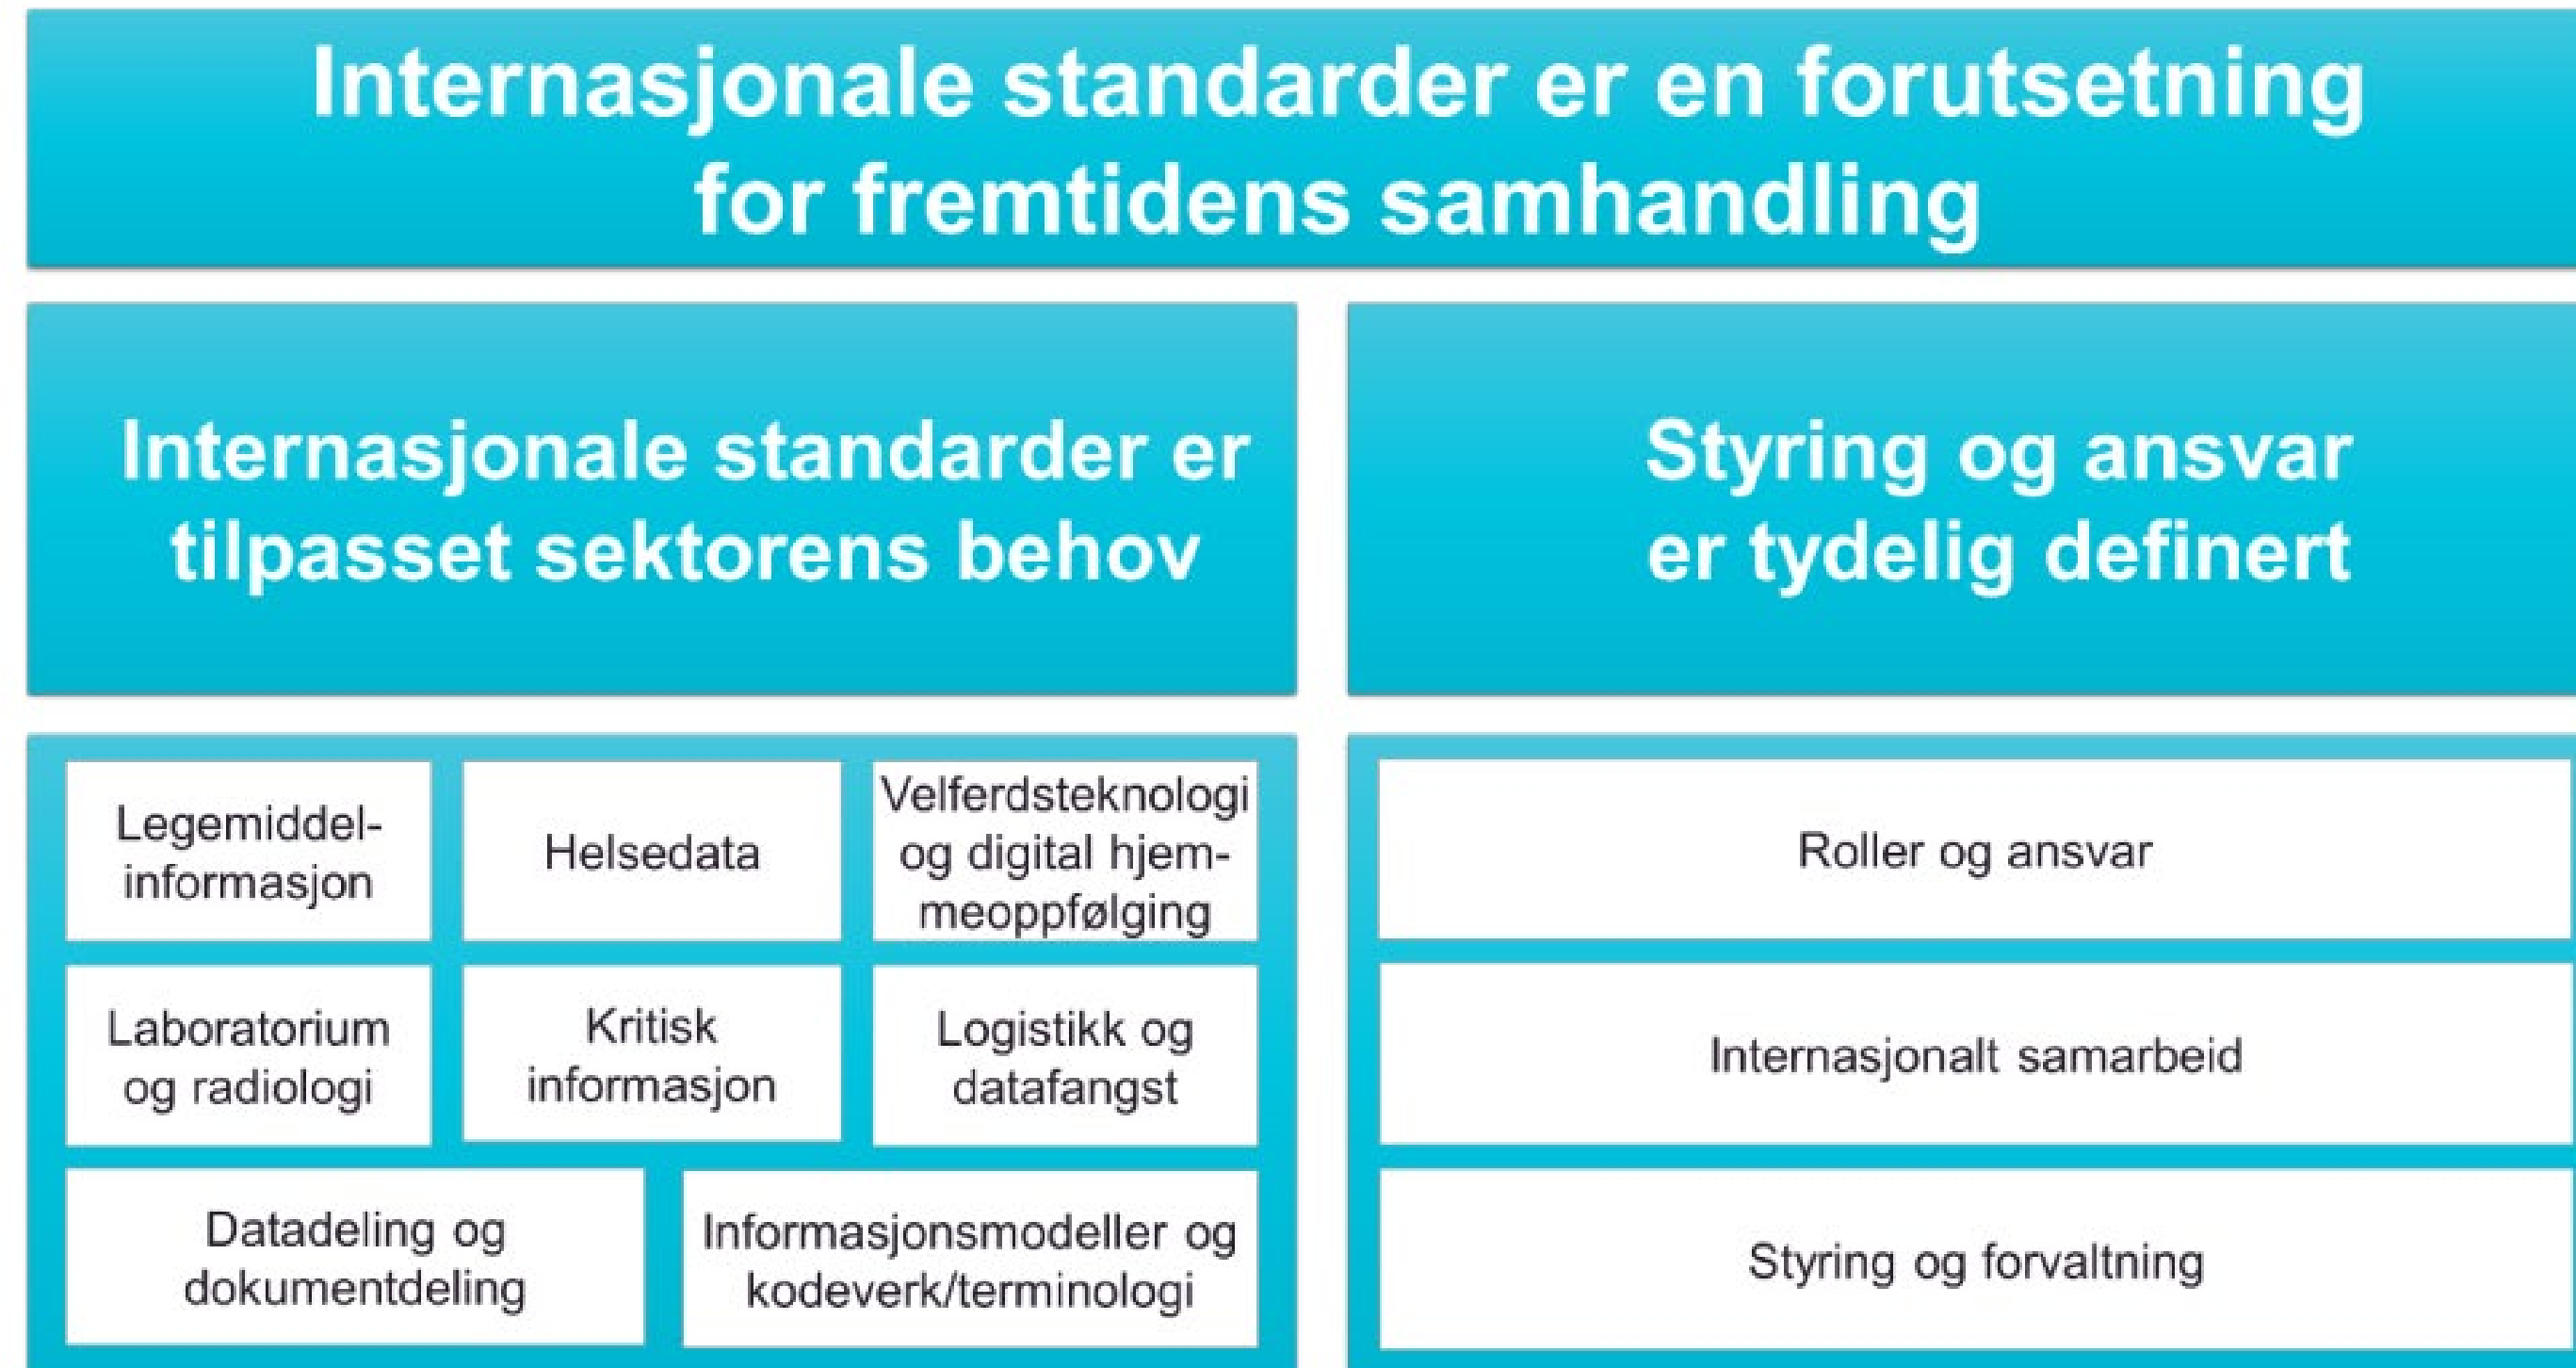 Internasjonale standarder er en forutsetning
for fremtidens samhandling
Internasjonale standarder er
tilpasset sektorens behov
Styring og ansvar
er tydelig definert
Legemiddel-
informasjon
Helsedata
Velferdsteknologi
og digital hjem-
meoppfølging
Laboratorium
og radiologi
Kritisk
informasjon
Logistikk og
datafangst
Datadeling og
dokumentdeling
Informasjonsmodeller og
kodeverk/terminologi
Roller og ansvar
Internasjonalt samarbeid
Styring og forvaltning